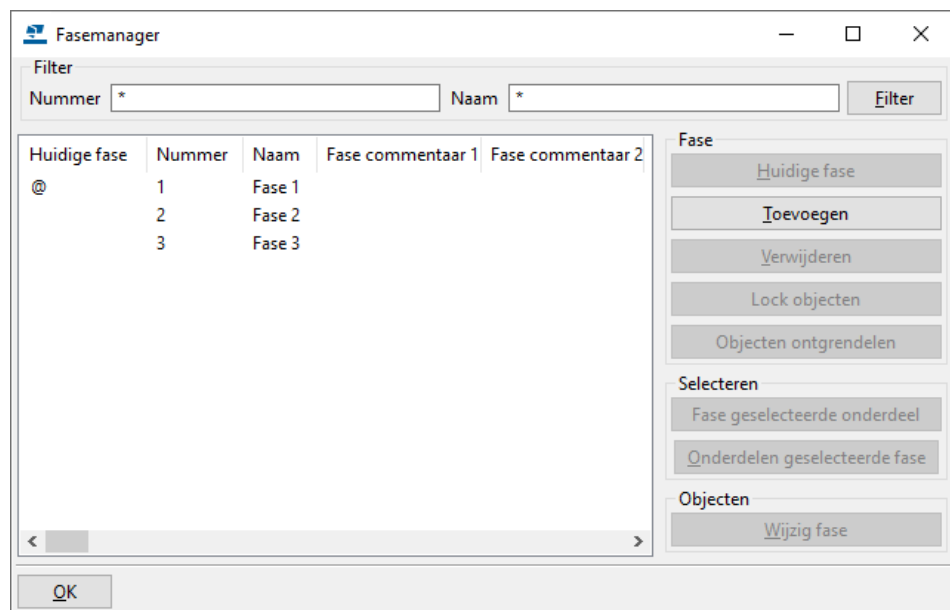 Fasemanager
Filter
Nummer * Naam * Filter
Huidige fase Nummer Naam Fase commentaar 1 Fase commentaar 2
@ 1 Fase 1
2 Fase 2
3 Fase 3
Fase
Huidige fase
Toevoegen
Verwijderen
Lock objecten
Objecten ontgrendelen
Selecteren
Fase geselecteerde onderdeel
Onderdelen geselecteerde fase
Objecten
Wijzig fase
OK